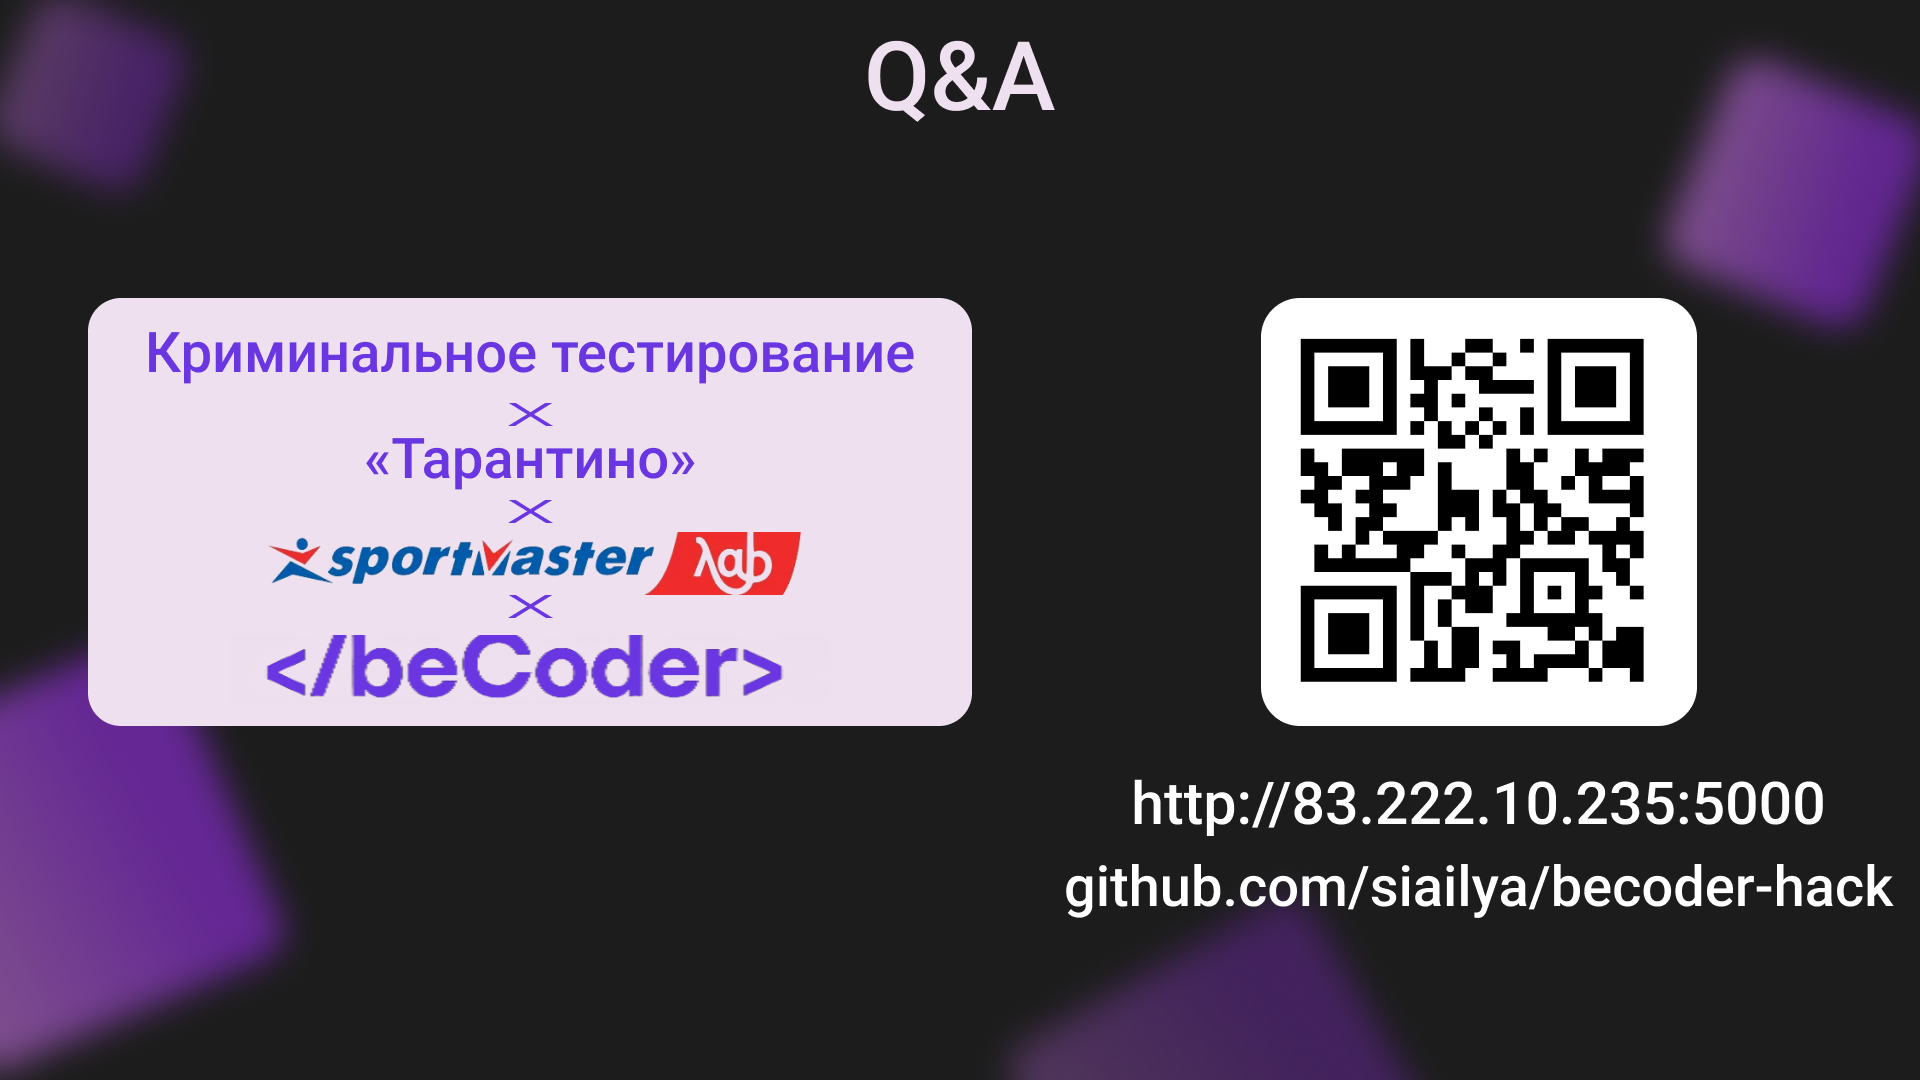 Q&A
Криминальное тестирование
«Тарантино»
sportmaster λab
</beCoder>
http://83.222.10.235:5000
github.com/siailya/becoder-hack